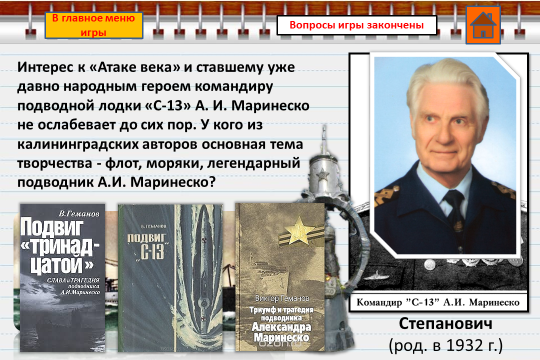 В главное меню
игры
Вопросы игры закончены
Интерес к «Атаке века» и ставшему уже
давно народным героем командиру
подводной лодки «С-13» А. И. Маринеско
не ослабевает до сих пор. У кого из
калининградских авторов основная тема
творчества - флот, моряки, легендарный
подводник А.И. Маринеско?
В.Геманов
Подвиг
«тринад-
цатой»
СЛАВА и ТРАГЕДИЯ
подводника
А.И.Маринеско
В. ГЕМАНОВ
ПОДВИГ
"С-13"
Виктор Геманов
Триумф и трагедия
подводника
Александра
Маринеско
Командир "С-13" А.И. Маринеско
Степанович
(род. в 1932 г.)